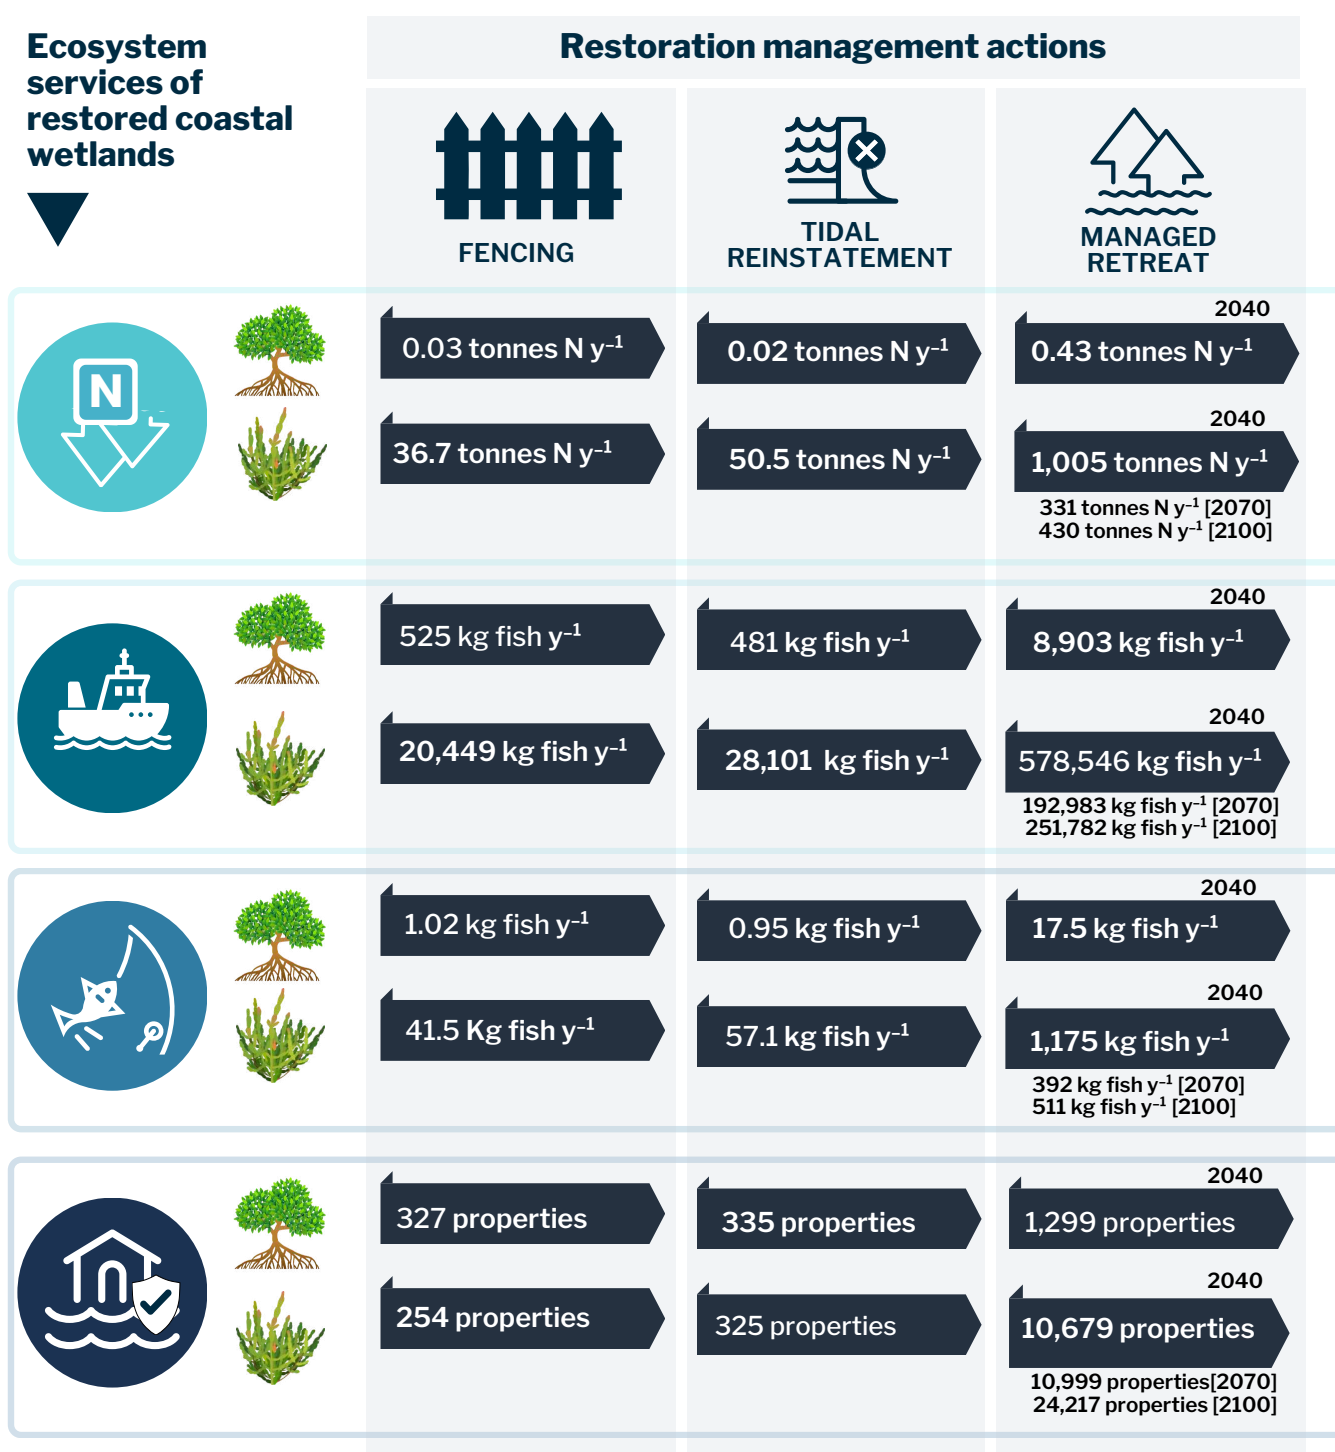 Ecosystem
services of
restored coastal
wetlands
Restoration management actions
FENCING
TIDAL
REINSTATEMENT
MANAGED
RETREAT
N
0.03 tonnes N y⁻¹
0.02 tonnes N y⁻¹
2040
0.43 tonnes N y⁻¹
36.7 tonnes N y⁻¹
50.5 tonnes N y⁻¹
2040
1,005 tonnes N y⁻¹
331 tonnes N y⁻¹ [2070]
430 tonnes N y⁻¹ [2100]
525 kg fish y⁻¹
481 kg fish y⁻¹
2040
8,903 kg fish y⁻¹
20,449 kg fish y⁻¹
28,101 kg fish y⁻¹
2040
578,546 kg fish y⁻¹
192,983 kg fish y⁻¹ [2070]
251,782 kg fish y⁻¹ [2100]
1.02 kg fish y⁻¹
0.95 kg fish y⁻¹
2040
17.5 kg fish y⁻¹
41.5 Kg fish y⁻¹
57.1 kg fish y⁻¹
2040
1,175 kg fish y⁻¹
392 kg fish y⁻¹ [2070]
511 kg fish y⁻¹ [2100]
327 properties
335 properties
2040
1,299 properties
254 properties
325 properties
2040
10,679 properties
10,999 properties[2070]
24,217 properties [2100]